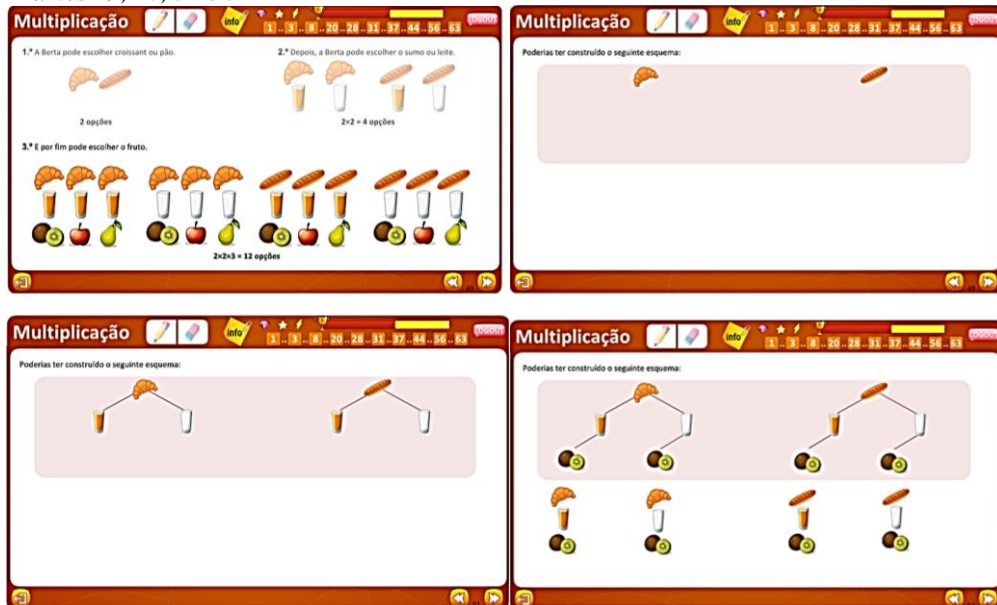 Multiplicação
info
1 .. 3 .. 8 .. 20 .. 28 .. 31 .. 37 .. 44 .. 56 .. 63
LOGOUT
1.º A Berta pode escolher croissant ou pão.
2.º Depois, a Berta pode escolher o sumo ou leite.
2 opções
2×2 = 4 opções
3.º E por fim pode escolher o fruto.
2×2×3 = 12 opções
Multiplicação
info
1 .. 3 .. 8 .. 20 .. 28 .. 31 .. 37 .. 44 .. 56 .. 63
LOGOUT
Poderias ter construído o seguinte esquema:
Multiplicação
info
1 .. 3 .. 8 .. 20 .. 28 .. 31 .. 37 .. 44 .. 56 .. 63
LOGOUT
Poderias ter construído o seguinte esquema:
Multiplicação
info
1 .. 3 .. 8 .. 20 .. 28 .. 31 .. 37 .. 44 .. 56 .. 63
LOGOUT
Poderias ter construído o seguinte esquema: